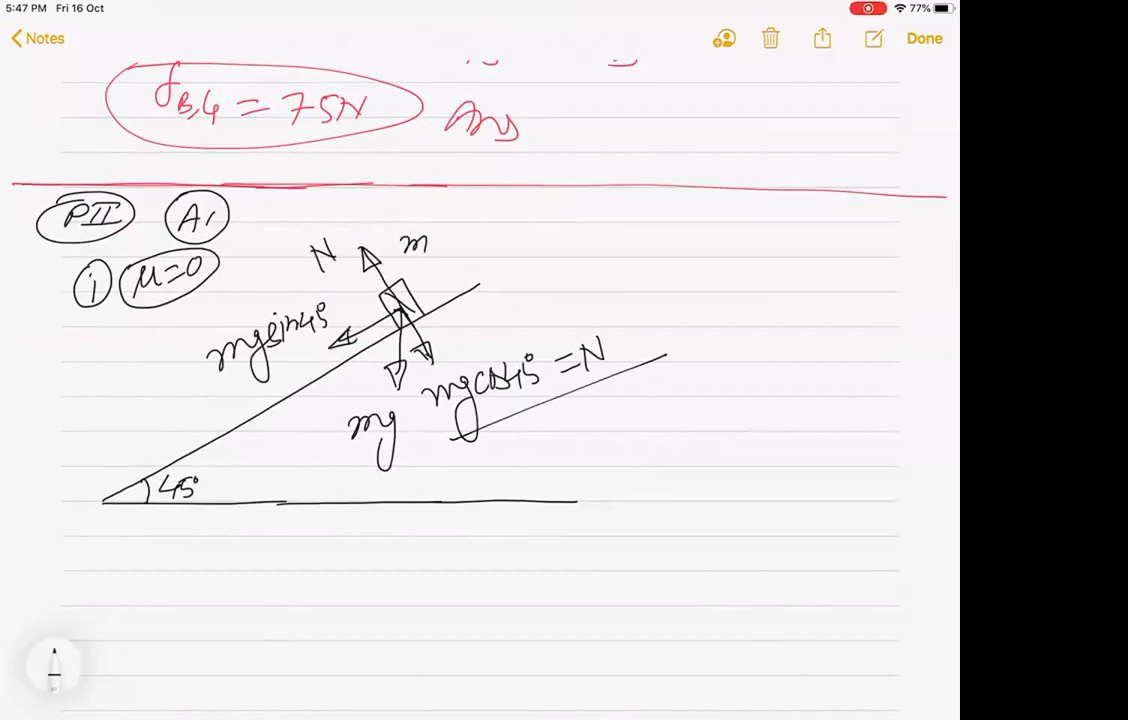 5:47 PM Fri 16 Oct
77%
Notes
Done
f_B,4 = 75N Ans
PII A1
i μ=0
N m
mg sin45°
mg cos45° = N
mg
45°